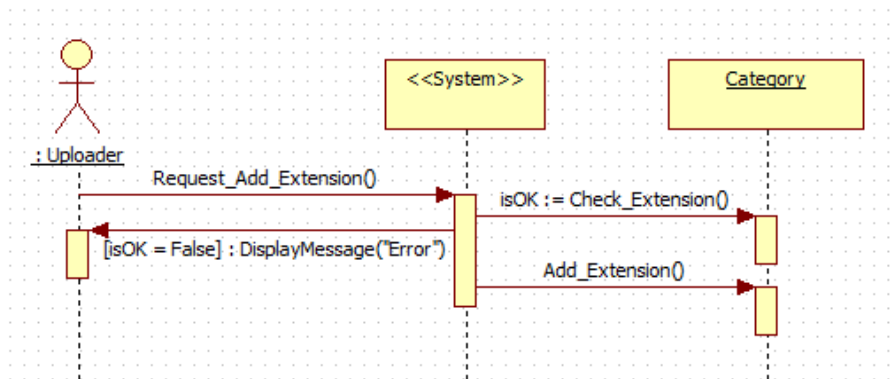 <<System>>
Category
: Uploader
Request_Add_Extension()
isOK := Check_Extension()
[isOK = False] : DisplayMessage("Error")
Add_Extension()